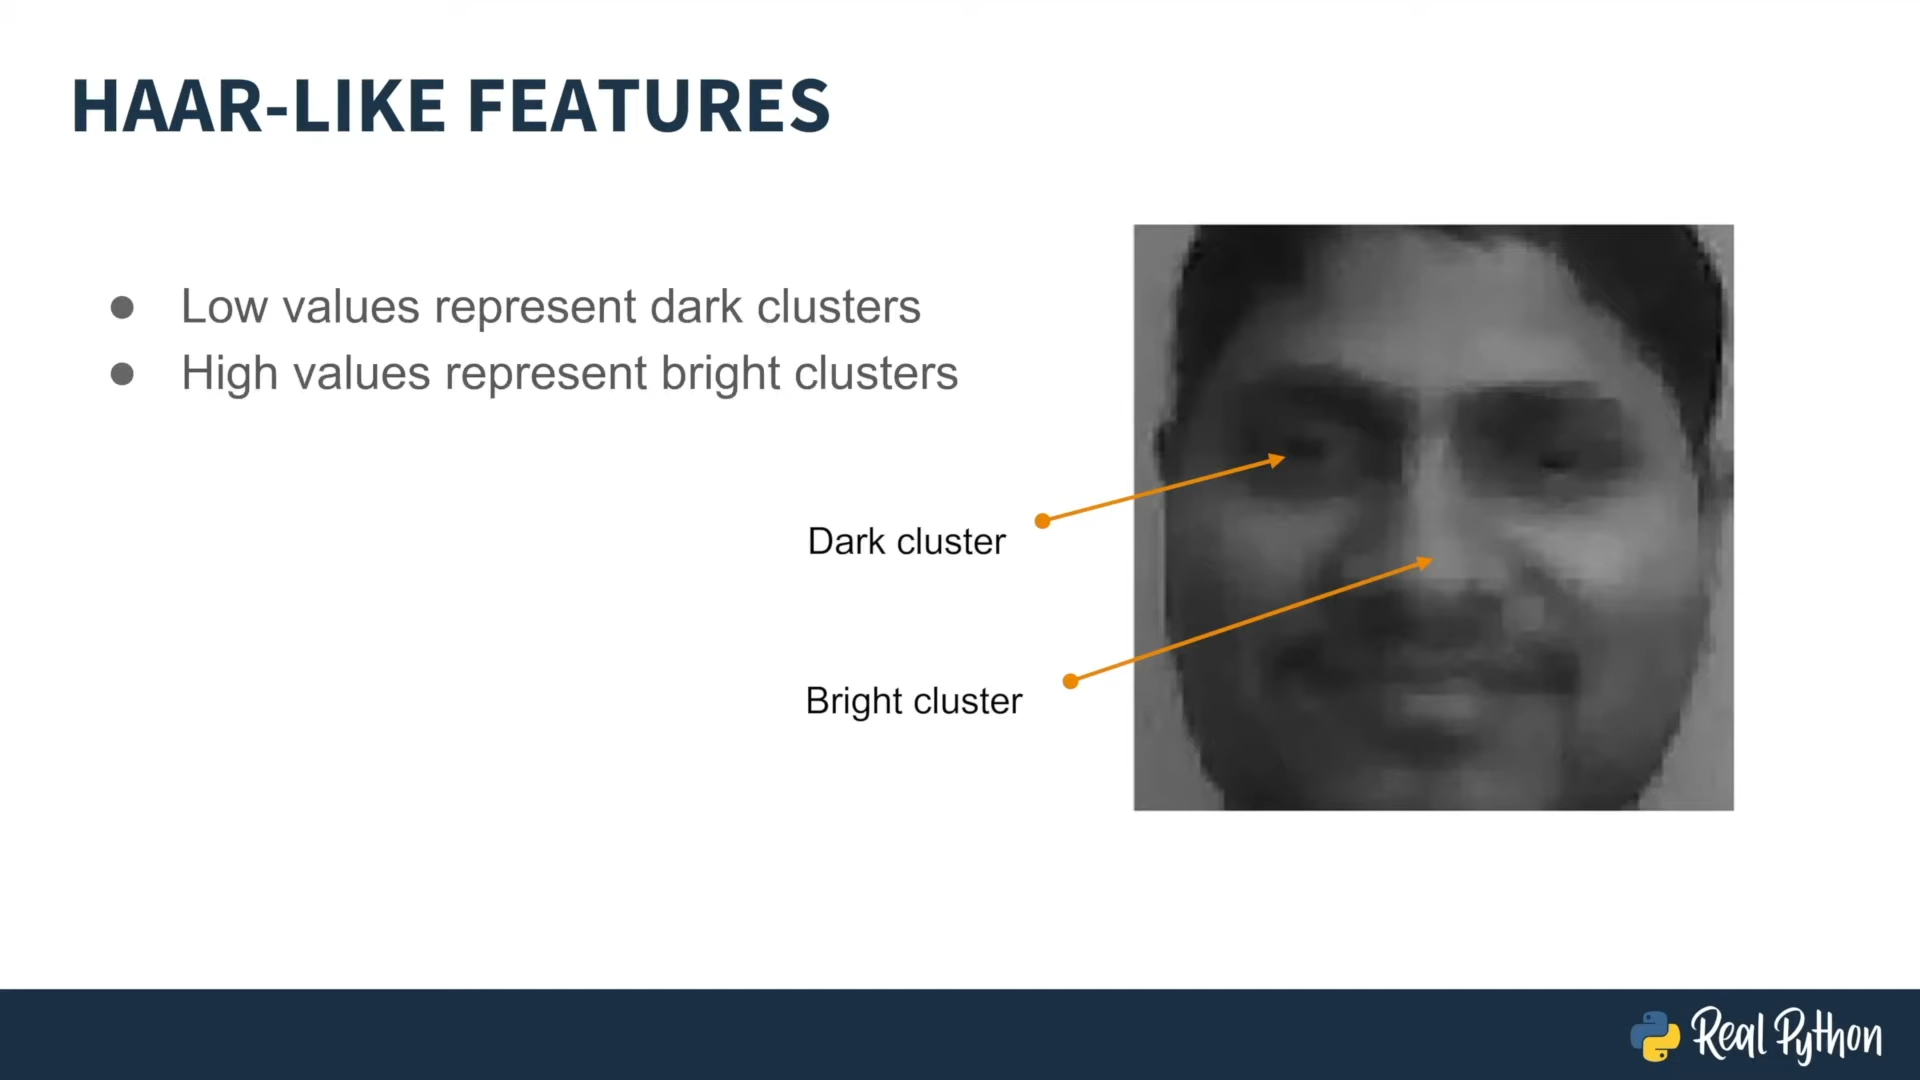 HAAR-LIKE FEATURES
● Low values represent dark clusters
● High values represent bright clusters
Dark cluster
Bright cluster
Real Python